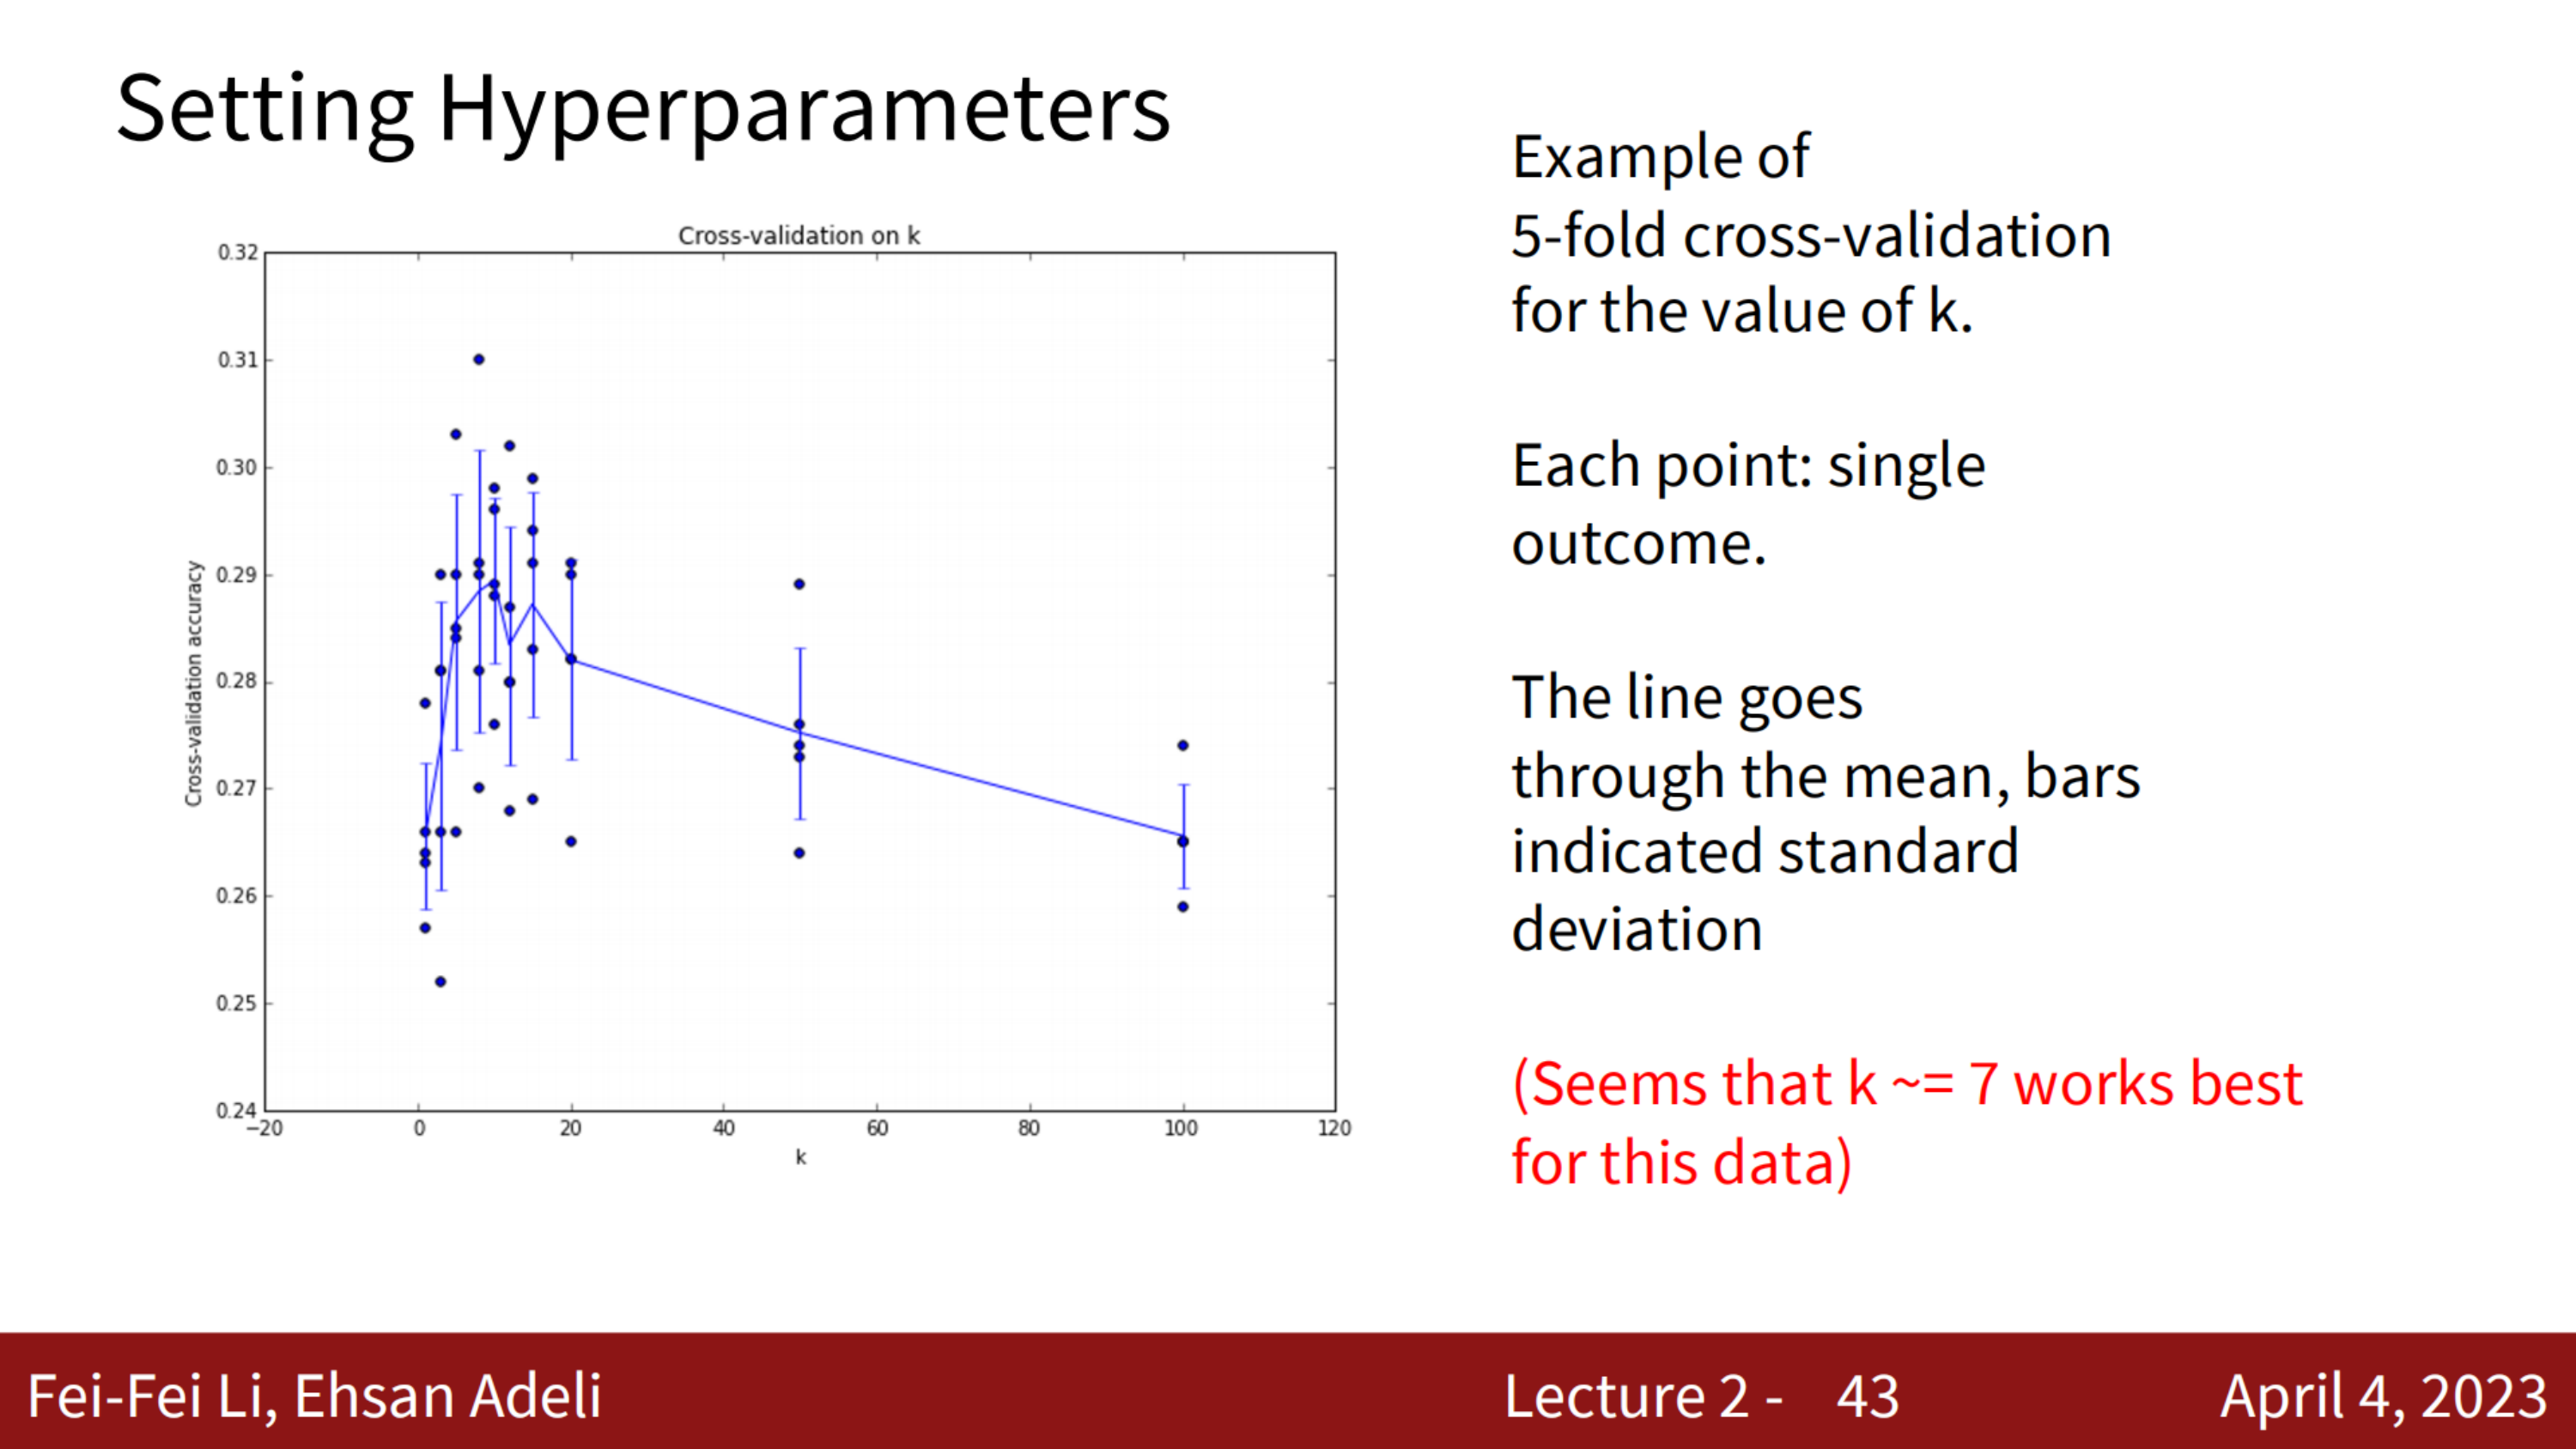 Setting Hyperparameters
Cross-validation on k
0.32
0.31
0.30
0.29
0.28
0.27
0.26
0.25
0.24
Cross-validation accuracy
−20
0
20
40
60
80
100
120
k
Example of
5-fold cross-validation
for the value of k.
Each point: single
outcome.
The line goes
through the mean, bars
indicated standard
deviation
(Seems that k ~= 7 works best
for this data)
Fei-Fei Li, Ehsan Adeli
Lecture 2 - 43
April 4, 2023